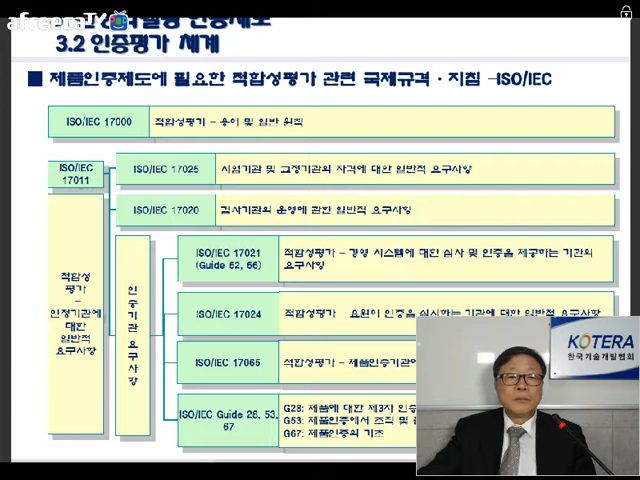 afreecaTV
3.2 인증평가 체계
제품인증제도에 필요한 적합성평가 관련 국제규격 · 지침 -ISO/IEC
ISO/IEC 17000
적합성평가 - 용어 및 일반 원칙
ISO/IEC
17011
ISO/IEC 17025
시험기관 및 교정기관의 자격에 대한 일반적 요구사항
ISO/IEC 17020
검사기관의 운영에 관한 일반적 요구사항
적합성
평가
-
인정기관에
대한
일반적
요구사항
인증기관 요구사항
ISO/IEC 17021
(Guide 62, 66)
적합성평가 - 경영 시스템에 대한 심사 및 인증을 제공하는 기관의
요구사항
ISO/IEC 17024
적합성평가 요원이 인증을 실시하는 기관에 대한 일반적 요구사항
ISO/IEC 17065
적합성평가 - 제품인증기관에
ISO/IEC Guide 28, 53,
67
G28: 제품에 대한 제3자 인증
G53: 제품인증에서 조직 및
G67: 제품인증의 기초
KOTERA
한국기술개발협회